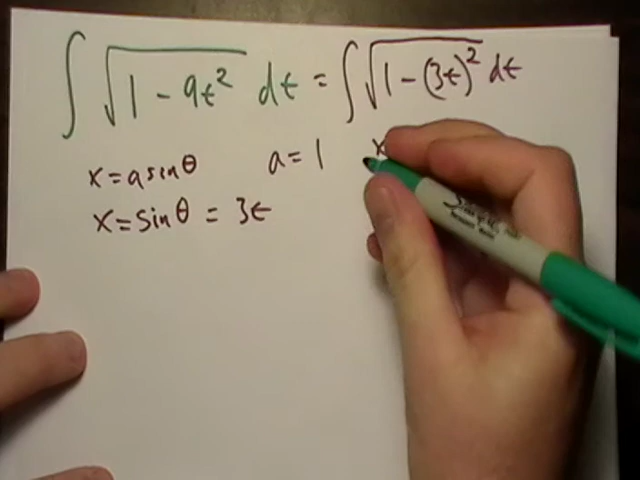 ∫ √(1 - 9t²) dt = ∫ √(1 - (3t)²) dt
x = a sin θ a = 1 x
x = sin θ = 3t